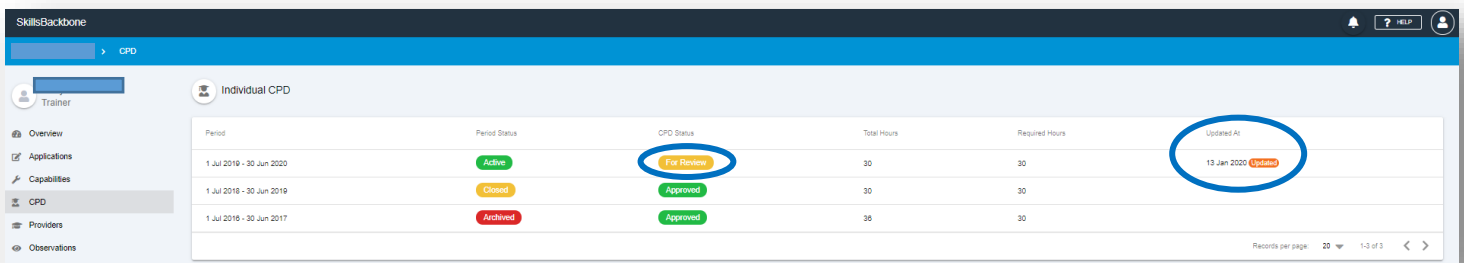 SkillsBackbone
? HELP
> CPD
Trainer
Overview
Applications
Capabilities
CPD
Providers
Observations
Individual CPD
Period Period Status CPD Status Total Hours Required Hours Updated At
1 Jul 2019 - 30 Jun 2020 Active For Review 30 30 13 Jan 2020 Updated
1 Jul 2018 - 30 Jun 2019 Closed Approved 30 30
1 Jul 2016 - 30 Jun 2017 Archived Approved 36 30
Records per page: 20 1-3 of 3 < >